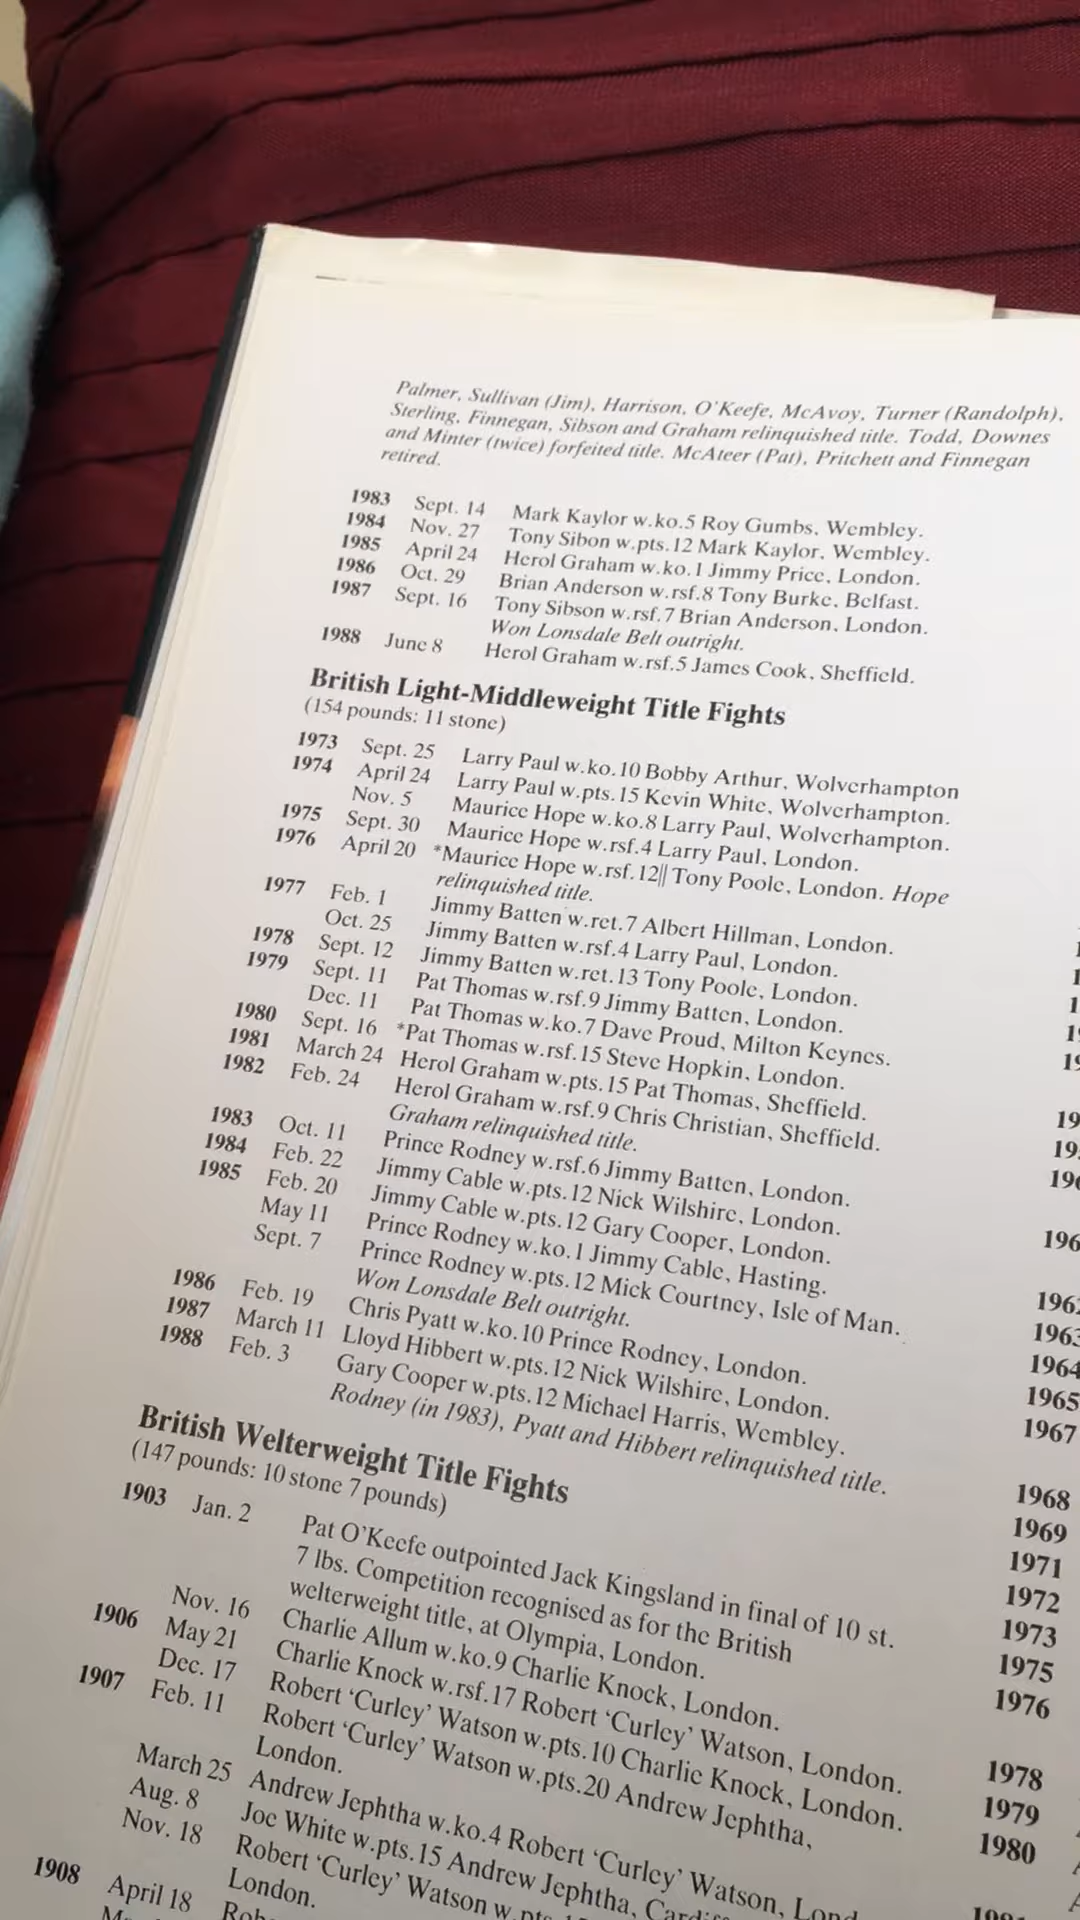 Palmer, Sullivan (Jim), Harrison, O'Keefe, McAvoy, Turner (Randolph),
Sterling, Finnegan, Sibson and Graham relinquished title. Todd, Downes
and Minter (twice) forfeited title. McAteer (Pat), Pritchett and Finnegan
retired.
1983 Sept. 14 Mark Kaylor w.ko.5 Roy Gumbs, Wembley.
1984 Nov. 27 Tony Sibon w.pts.12 Mark Kaylor, Wembley.
1985 April 24 Herol Graham w.ko.1 Jimmy Price, London.
1986 Oct. 29 Brian Anderson w.rsf.8 Tony Burke, Belfast.
1987 Sept. 16 Tony Sibson w.rsf.7 Brian Anderson, London.
Won Lonsdale Belt outright.
1988 June 8 Herol Graham w.rsf.5 James Cook, Sheffield.
British Light-Middleweight Title Fights
(154 pounds: 11 stone)
1973 Sept. 25 Larry Paul w.ko.10 Bobby Arthur, Wolverhampton
1974 April 24 Larry Paul w.pts.15 Kevin White, Wolverhampton.
Nov. 5 Maurice Hope w.ko.8 Larry Paul, Wolverhampton.
1975 Sept. 30 Maurice Hope w.rsf.4 Larry Paul, London.
1976 April 20 *Maurice Hope w.rsf.12|| Tony Poole, London. Hope
relinquished title.
1977 Feb. 1 Jimmy Batten w.ret.7 Albert Hillman, London.
Oct. 25 Jimmy Batten w.rsf.4 Larry Paul, London.
1978 Sept. 12 Jimmy Batten w.ret.13 Tony Poole, London.
1979 Sept. 11 Pat Thomas w.rsf.9 Jimmy Batten, London.
Dec. 11 Pat Thomas w.ko.7 Dave Proud, Milton Keynes.
1980 Sept. 16 *Pat Thomas w.rsf.15 Steve Hopkin, London.
1981 March 24 Herol Graham w.pts.15 Pat Thomas, Sheffield.
1982 Feb. 24 Herol Graham w.rsf.9 Chris Christian, Sheffield.
Graham relinquished title.
1983 Oct. 11 Prince Rodney w.rsf.6 Jimmy Batten, London.
1984 Feb. 22 Jimmy Cable w.pts.12 Nick Wilshire, London.
1985 Feb. 20 Jimmy Cable w.pts.12 Gary Cooper, London.
May 11 Prince Rodney w.ko.1 Jimmy Cable, Hasting.
Sept. 7 Prince Rodney w.pts.12 Mick Courtney, Isle of Man.
Won Lonsdale Belt outright.
1986 Feb. 19 Chris Pyatt w.ko.10 Prince Rodney, London.
1987 March 11 Lloyd Hibbert w.pts.12 Nick Wilshire, London.
1988 Feb. 3 Gary Cooper w.pts.12 Michael Harris, Wembley.
Rodney (in 1983), Pyatt and Hibbert relinquished title.
British Welterweight Title Fights
(147 pounds: 10 stone 7 pounds)
1903 Jan. 2 Pat O'Keefe outpointed Jack Kingsland in final of 10 st.
7 lbs. Competition recognised as for the British
welterweight title, at Olympia, London.
Nov. 16 Charlie Allum w.ko.9 Charlie Knock, London.
1906 May 21 Charlie Knock w.rsf.17 Robert 'Curley' Watson, London.
Dec. 17 Robert 'Curley' Watson w.pts.10 Charlie Knock, London.
1907 Feb. 11 Robert 'Curley' Watson w.pts.20 Andrew Jephtha,
London.
March 25 Andrew Jephtha w.ko.4 Robert 'Curley' Watson, Lond
Aug. 8 Joe White w.pts.15 Andrew Jephtha, Cardiff
Nov. 18 Robert 'Curley' Watson w.pts.
London.
1908 April 18
1962
1963
1964
1965
1967
1968
1969
1971
1972
1973
1975
1976
1978
1979
1980